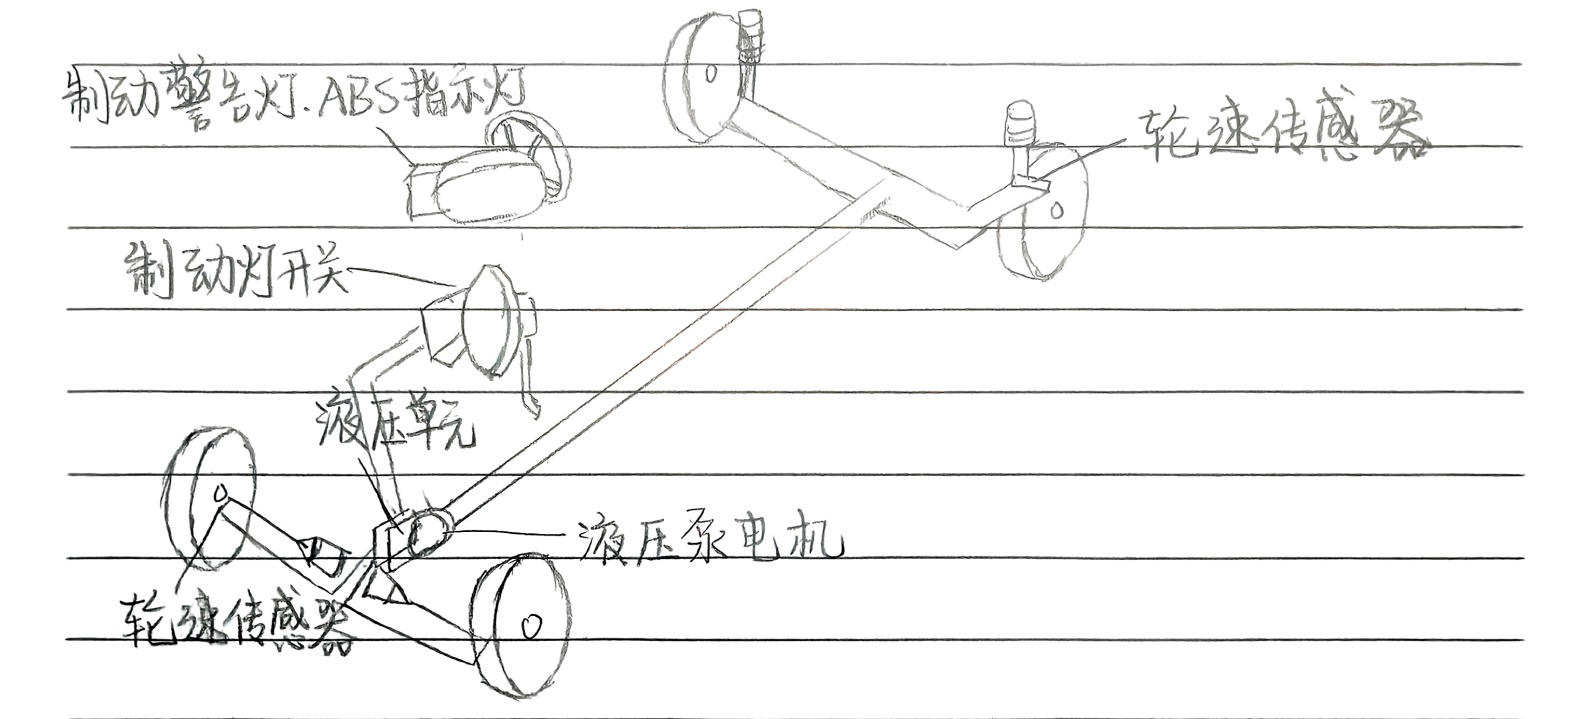 制动警告灯.ABS指示灯
轮速传感器
制动灯开关
液压单元
液压泵电机
轮速传感器